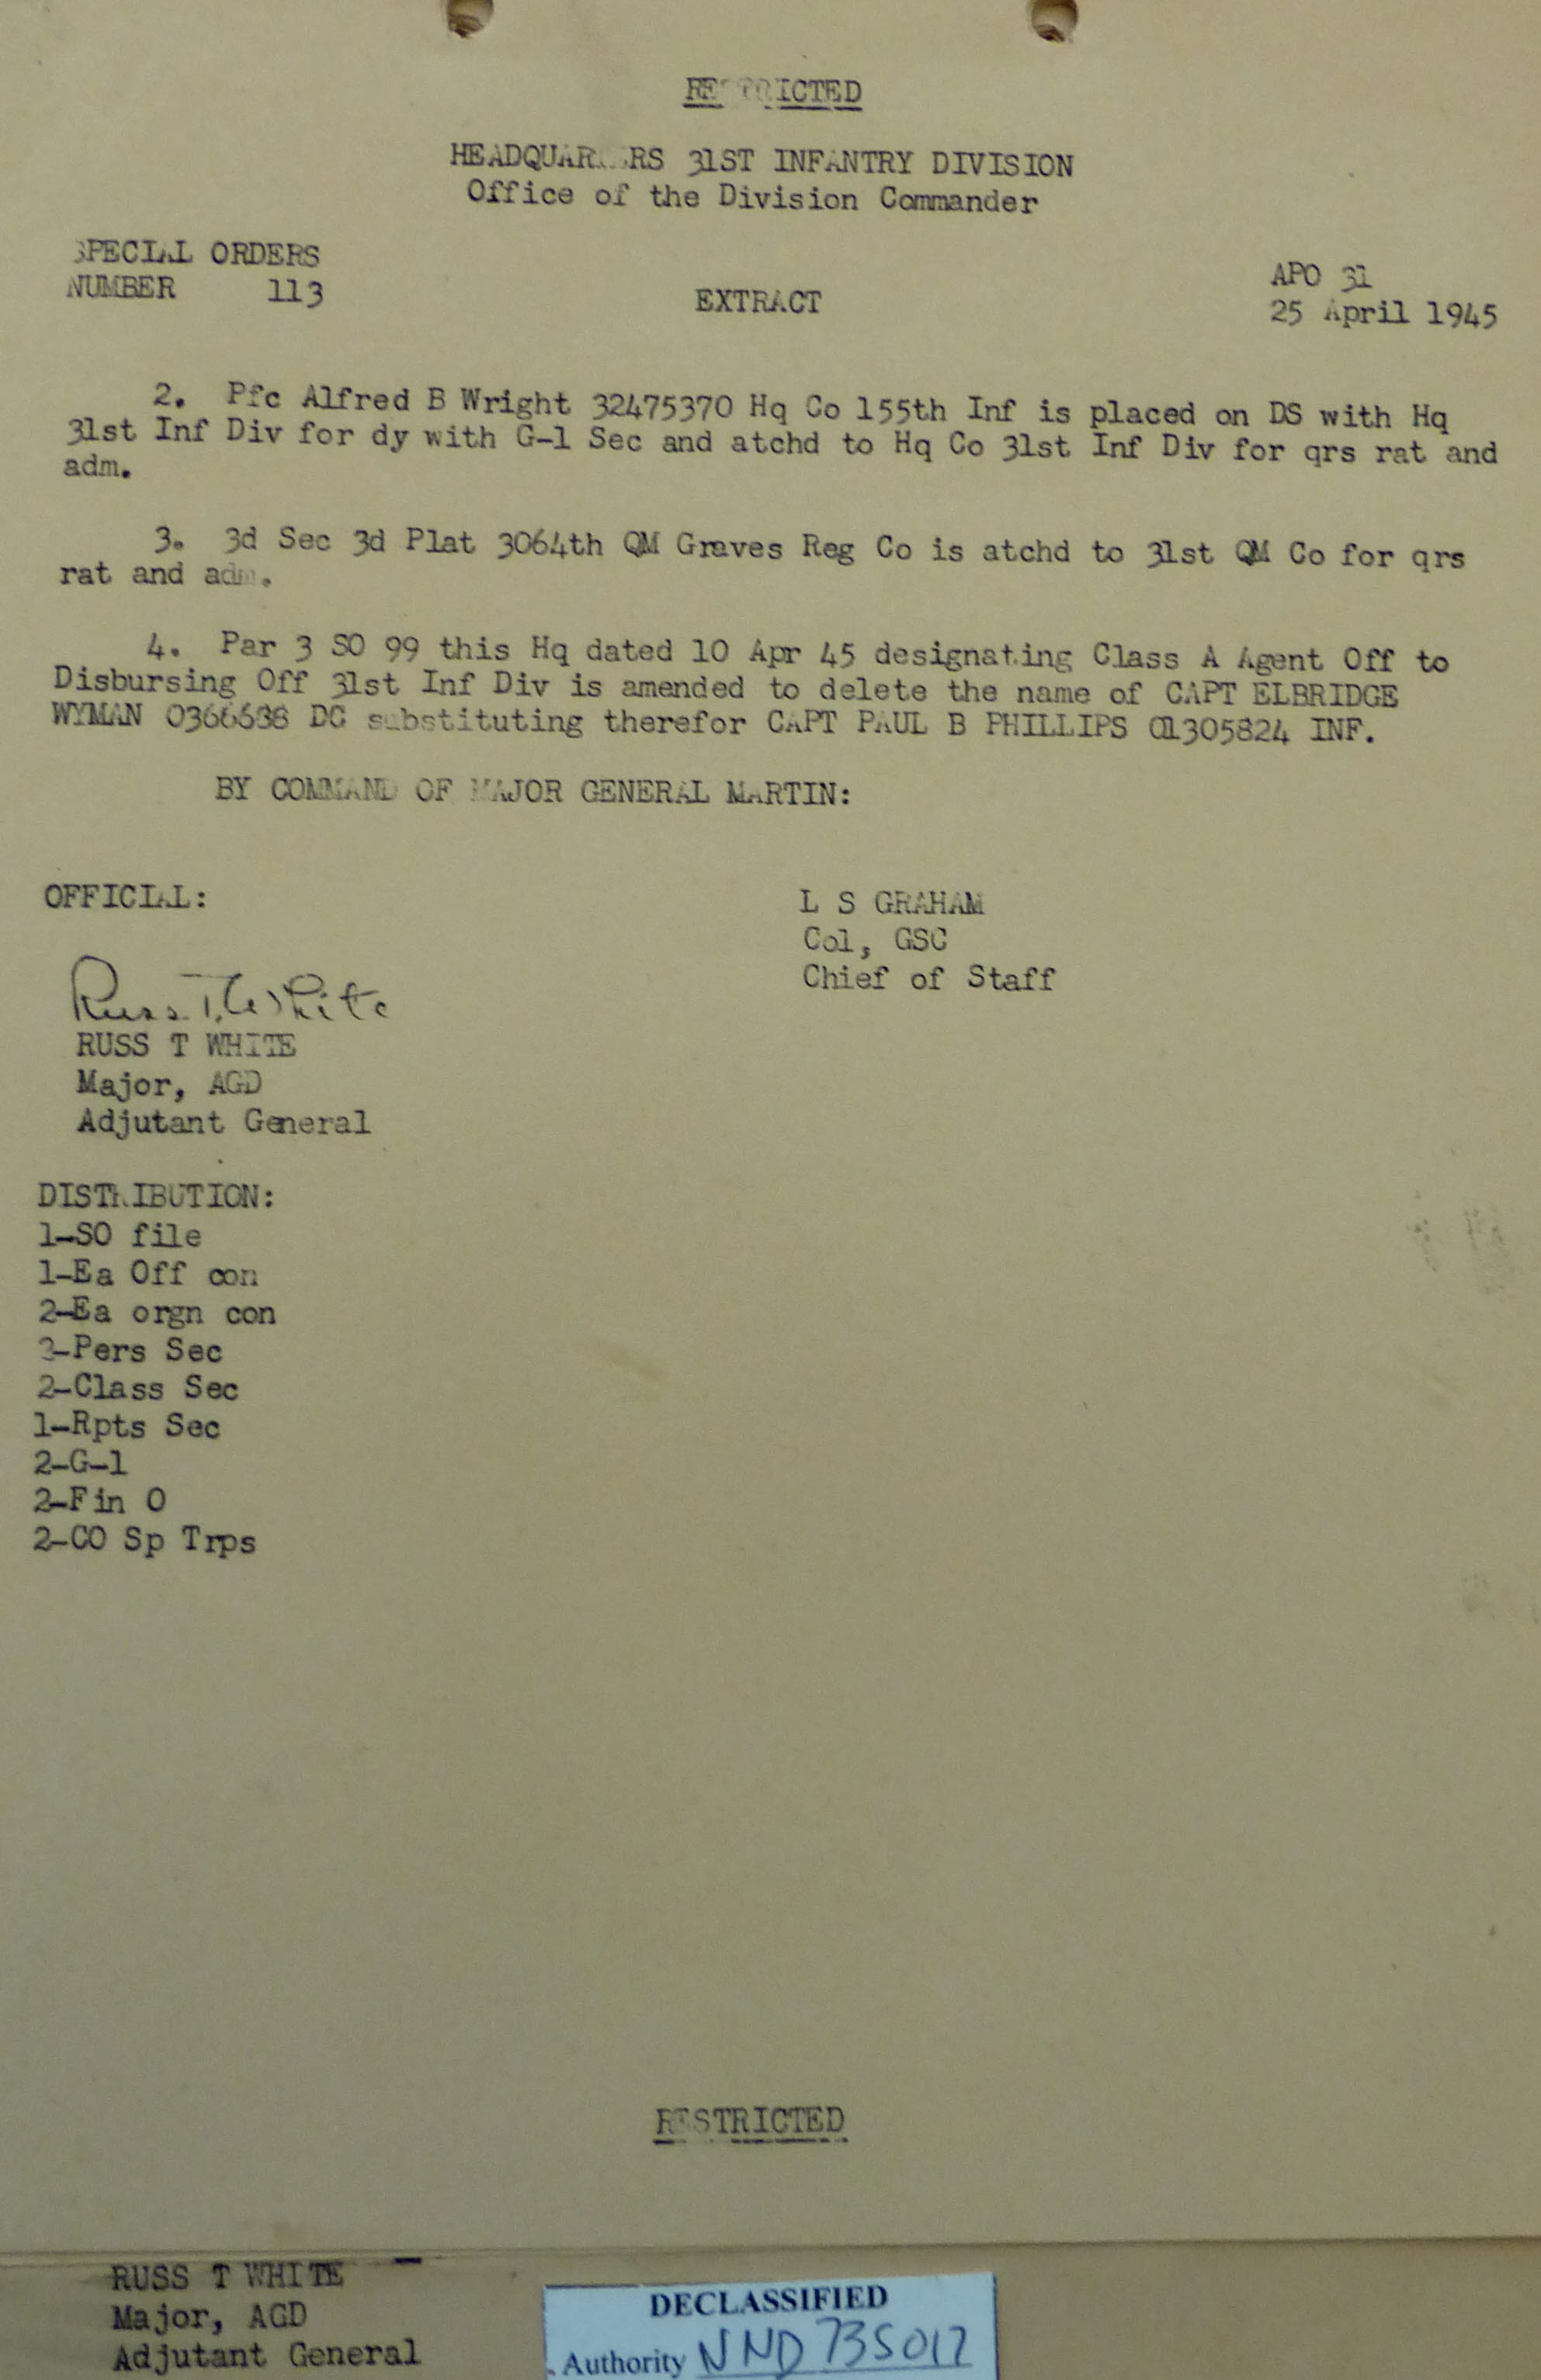 RESTRICTED
HEADQUARTERS 31ST INFANTRY DIVISION
Office of the Division Commander
SPECIAL ORDERS
NUMBER 113
EXTRACT
APO 31
25 April 1945
2. Pfc Alfred B Wright 32475370 Hq Co 155th Inf is placed on DS with Hq
31st Inf Div for dy with G-1 Sec and atchd to Hq Co 31st Inf Div for qrs rat and
adm.
3. 3d Sec 3d Plat 3064th QM Graves Reg Co is atchd to 31st QM Co for qrs
rat and adm.
4. Par 3 SO 99 this Hq dated 10 Apr 45 designating Class A Agent Off to
Disbursing Off 31st Inf Div is amended to delete the name of CAPT ELBRIDGE
WYMAN DC substituting therefor CAPT PAUL B PHILLIPS 01305824 INF.
BY COMMAND OF MAJOR GENERAL MARTIN:
OFFICIAL:
L S GRAHAM
Col, GSC
Chief of Staff
Russ T. White
RUSS T WHITE
Major, AGD
Adjutant General
DISTRIBUTION:
1-SO file
1-Ea Off con
2-Ea orgn con
-Pers Sec
2-Class Sec
1-Rpts Sec
2-G-1
2-Fin O
2-CO Sp Trps
RESTRICTED
RUSS T WHITE
Major, AGD
Adjutant General
DECLASSIFIED
Authority NND 735017